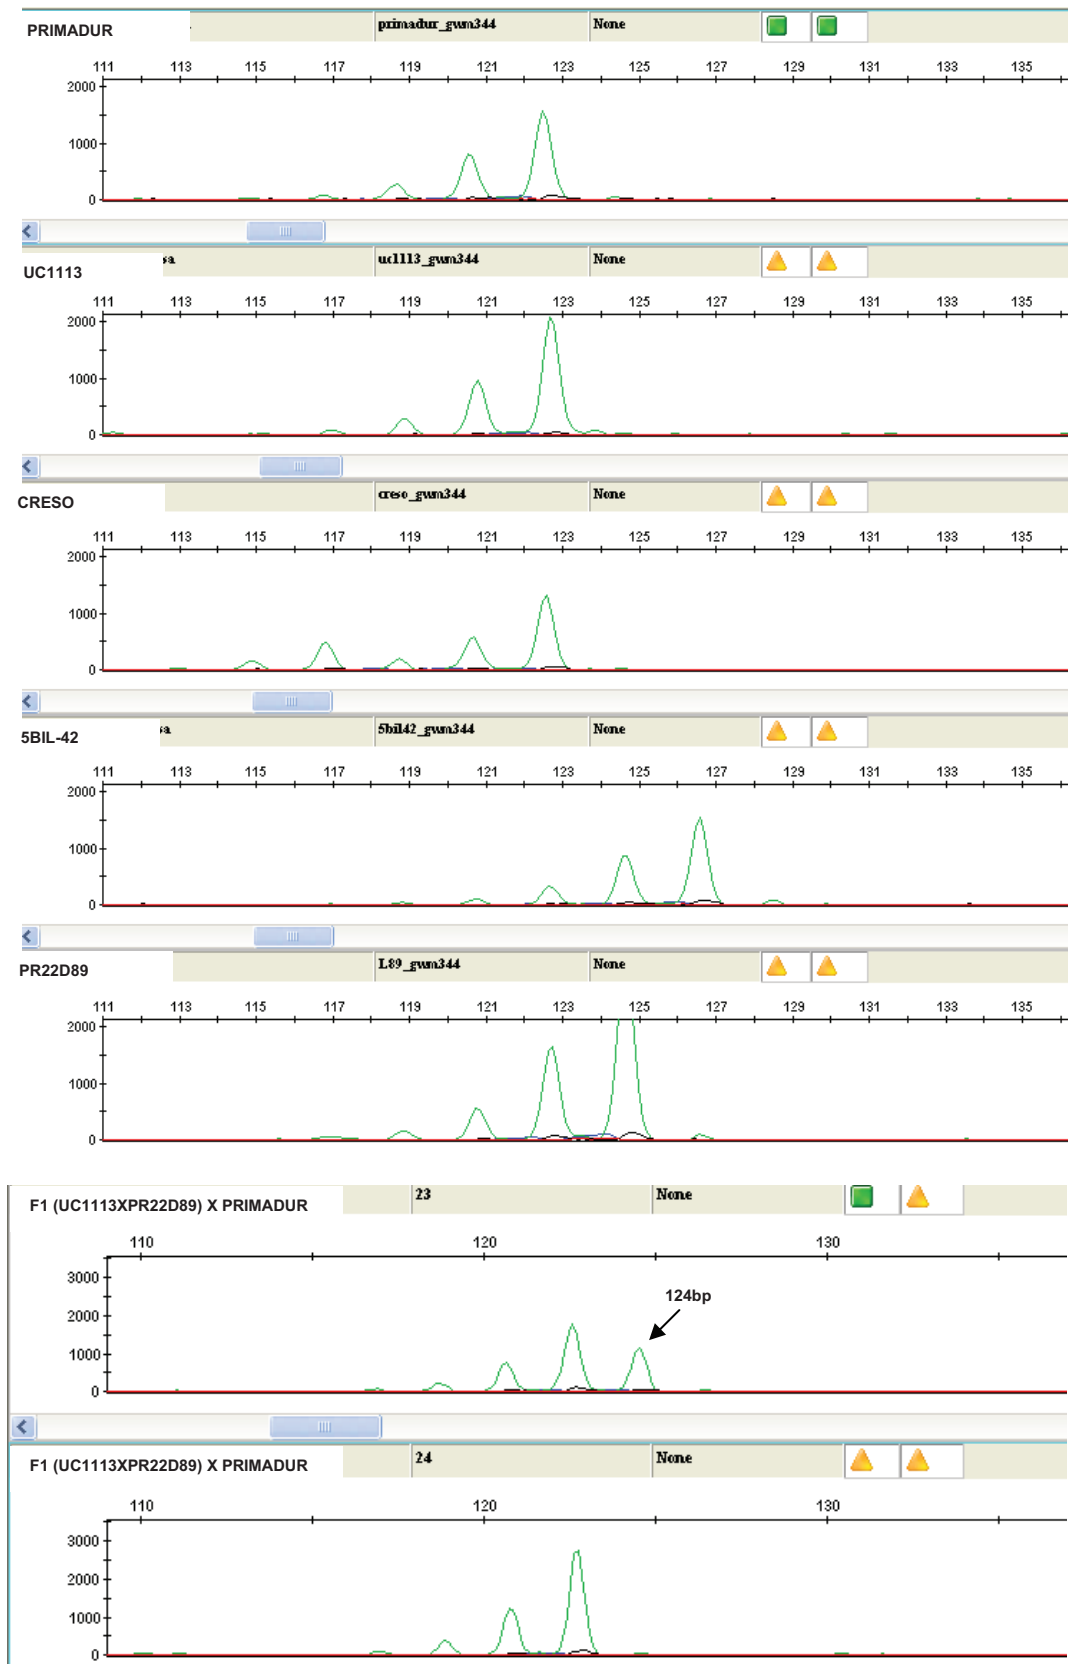 PRIMADUR primadur_gwm344 None
111 113 115 117 119 121 123 125 127 129 131 133 135
2000
1000
0
UC1113 sa uc1113_gwm344 None
111 113 115 117 119 121 123 125 127 129 131 133 135
2000
1000
0
CRESO creso_gwm344 None
111 113 115 117 119 121 123 125 127 129 131 133 135
2000
1000
0
5BIL-42 sa 5bil42_gwm344 None
111 113 115 117 119 121 123 125 127 129 131 133 135
2000
1000
0
PR22D89 L89_gwm344 None
111 113 115 117 119 121 123 125 127 129 131 133 135
2000
1000
0
F1 (UC1113XPR22D89) X PRIMADUR 23 None
110 120 130
3000
124bp
2000
1000
0
F1 (UC1113XPR22D89) X PRIMADUR 24 None
110 120 130
3000
2000
1000
0